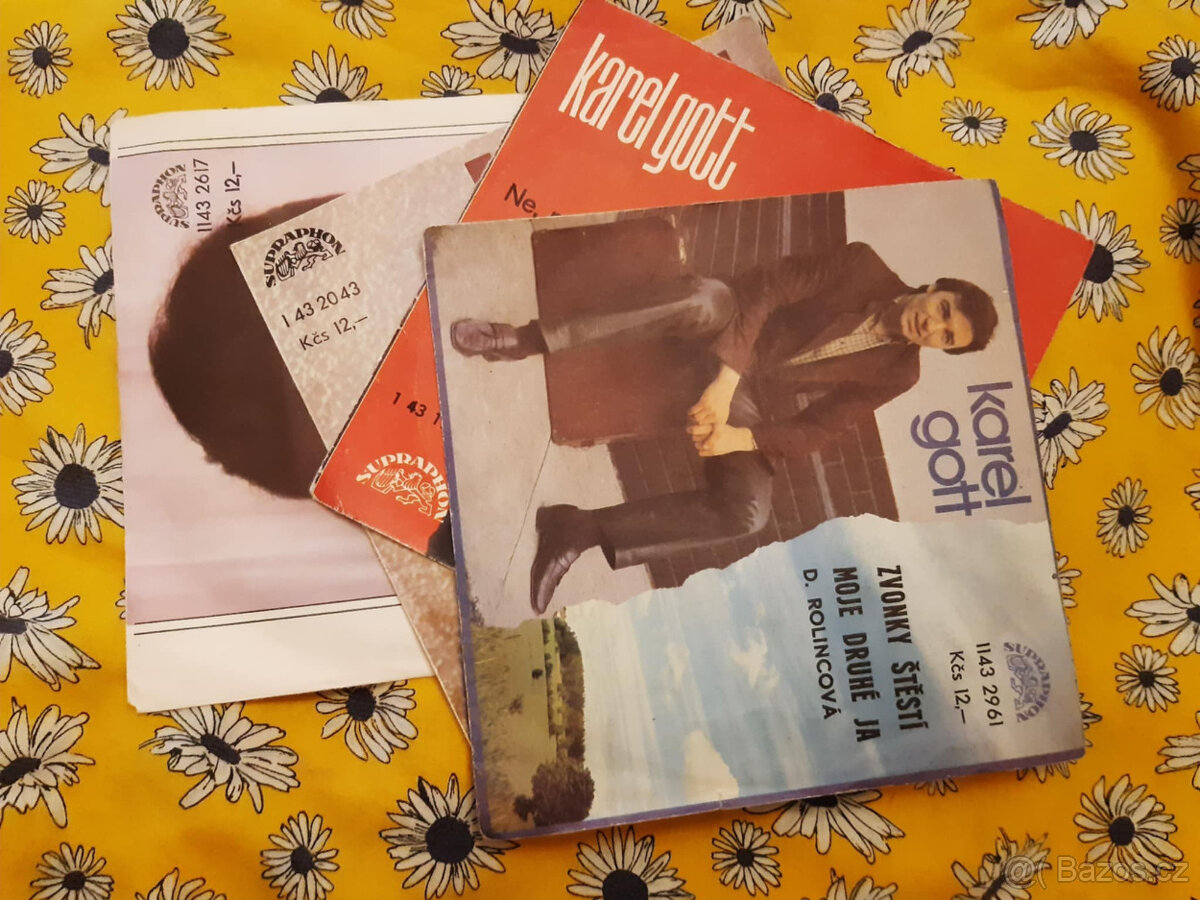 SUPRAPHON
1143 2617
Kčs 12,–
SUPRAPHON
1 43 2043
Kčs 12,–
karel gott
Ne,
1 43 1
SUPRAPHON
karel
gott
ZVONKY ŠTĚSTÍ
MOJE DRUHÉ JA
D. ROLINCOVÁ
1143 2961
Kčs 12,–
SUPRAPHON
@( Bazos.cz